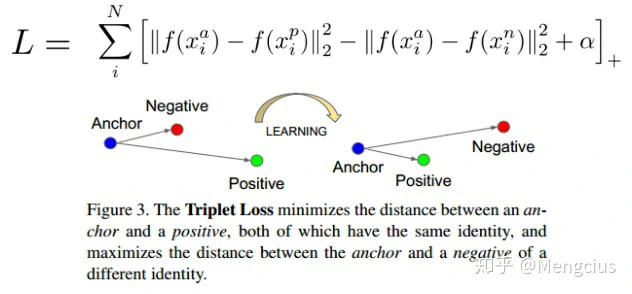 L = \sum_{i}^{N} \left[ \|f(x_i^a) - f(x_i^p)\|_2^2 - \|f(x_i^a) - f(x_i^n)\|_2^2 + \alpha \right]_+
Negative
Anchor
LEARNING
Positive
Negative
Anchor
Positive
Figure 3. The Triplet Loss minimizes the distance between an an-
chor and a positive, both of which have the same identity, and
maximizes the distance between the anchor and a negative of a
different identity.
知乎 @Mengcius